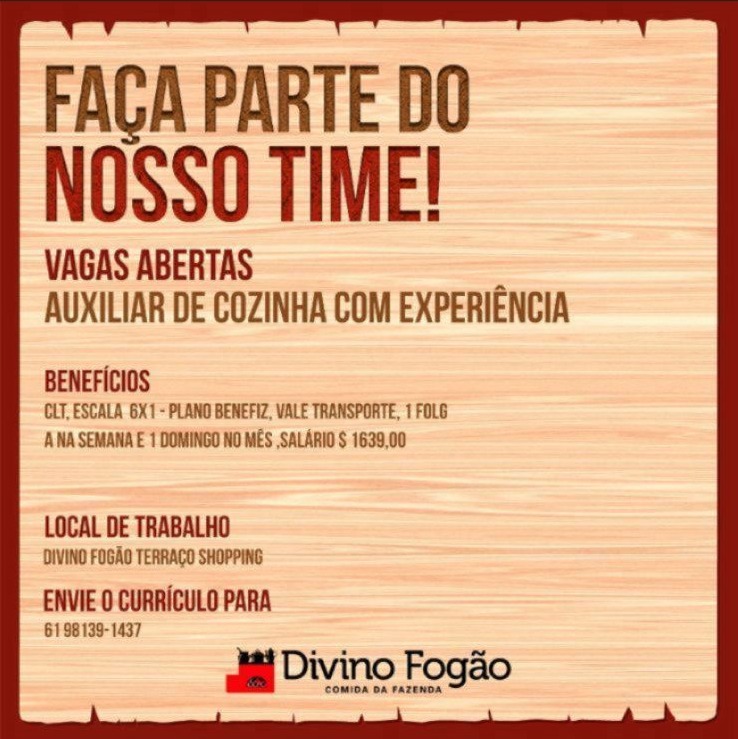 FAÇA PARTE DO
NOSSO TIME!
VAGAS ABERTAS
AUXILIAR DE COZINHA COM EXPERIÊNCIA
BENEFÍCIOS
CLT, ESCALA 6X1 - PLANO BENEFIZ, VALE TRANSPORTE, 1 FOLG
A NA SEMANA E 1 DOMINGO NO MÊS ,SALÁRIO $ 1639,00
LOCAL DE TRABALHO
DIVINO FOGÃO TERRAÇO SHOPPING
ENVIE O CURRÍCULO PARA
61 98139-1437
Divino Fogão
COMIDA DA FAZENDA